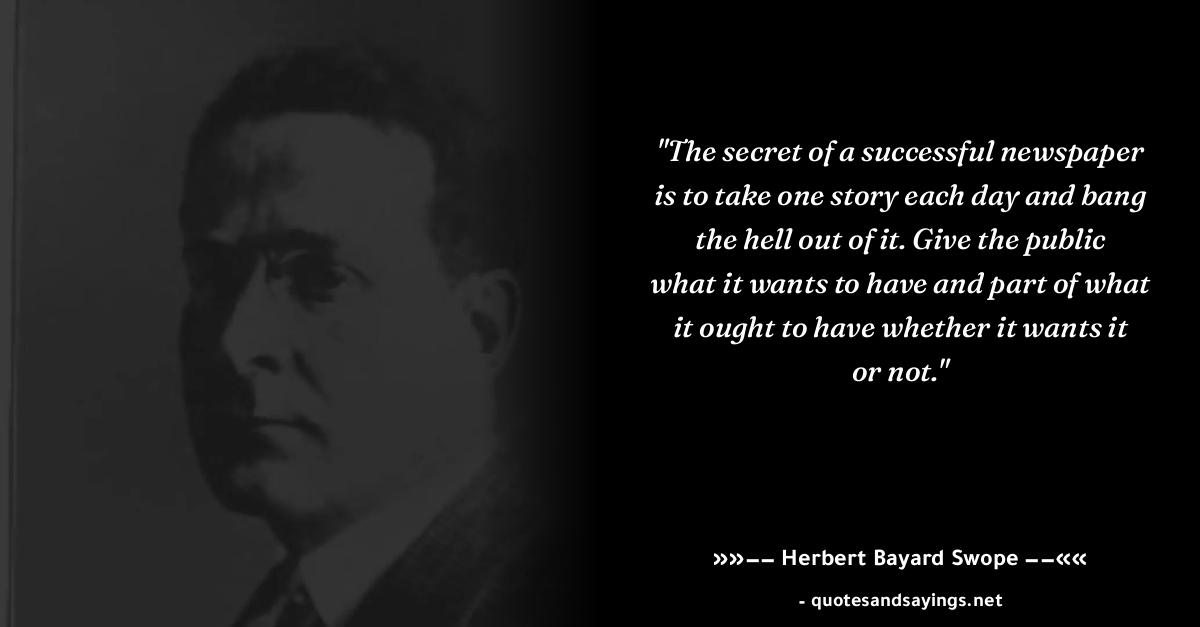 "The secret of a successful newspaper
is to take one story each day and bang
the hell out of it. Give the public
what it wants to have and part of what
it ought to have whether it wants it
or not."
»»−− Herbert Bayard Swope −−««
- quotesandsayings.net